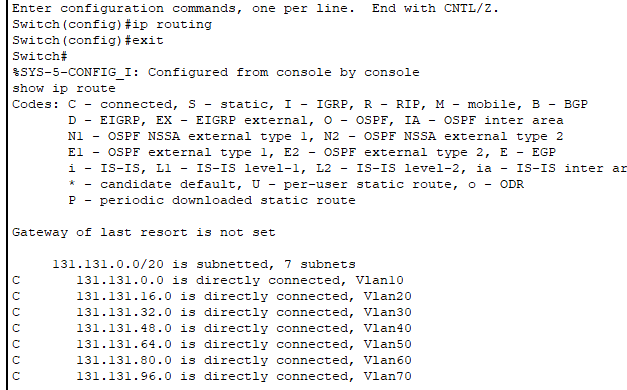 Enter configuration commands, one per line.  End with CNTL/Z.
Switch(config)#ip routing
Switch(config)#exit
Switch#
%SYS-5-CONFIG_I: Configured from console by console
show ip route
Codes: C - connected, S - static, I - IGRP, R - RIP, M - mobile, B - BGP
       D - EIGRP, EX - EIGRP external, O - OSPF, IA - OSPF inter area
       N1 - OSPF NSSA external type 1, N2 - OSPF NSSA external type 2
       E1 - OSPF external type 1, E2 - OSPF external type 2, E - EGP
       i - IS-IS, L1 - IS-IS level-1, L2 - IS-IS level-2, ia - IS-IS inter ar
       * - candidate default, U - per-user static route, o - ODR
       P - periodic downloaded static route

Gateway of last resort is not set

     131.131.0.0/20 is subnetted, 7 subnets
C       131.131.0.0 is directly connected, Vlan10
C       131.131.16.0 is directly connected, Vlan20
C       131.131.32.0 is directly connected, Vlan30
C       131.131.48.0 is directly connected, Vlan40
C       131.131.64.0 is directly connected, Vlan50
C       131.131.80.0 is directly connected, Vlan60
C       131.131.96.0 is directly connected, Vlan70